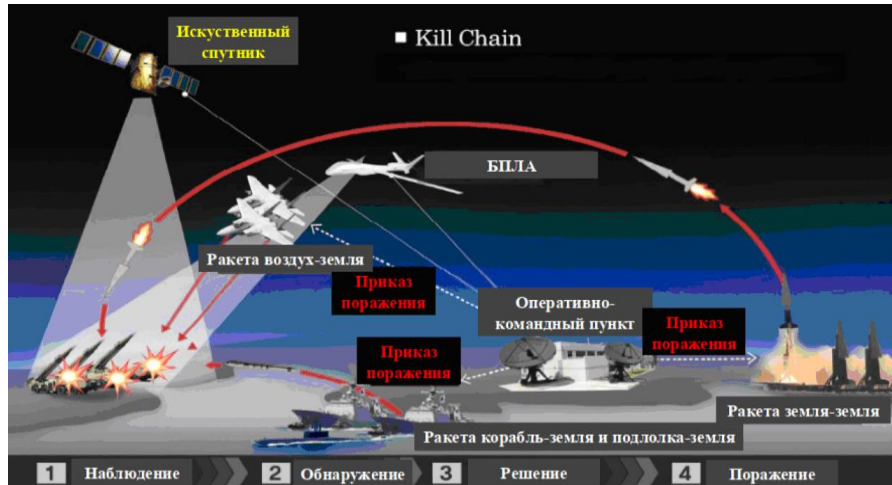 Искуственный
спутник
Kill Chain
БПЛА
Ракета воздух-земля
Приказ
поражения
Оперативно-
командный пункт
Приказ
поражения
Приказ
поражения
Ракета земля-земля
Ракета корабль-земля и подлолка-земля
1 Наблюдение 2 Обнаружение 3 Решение 4 Поражение